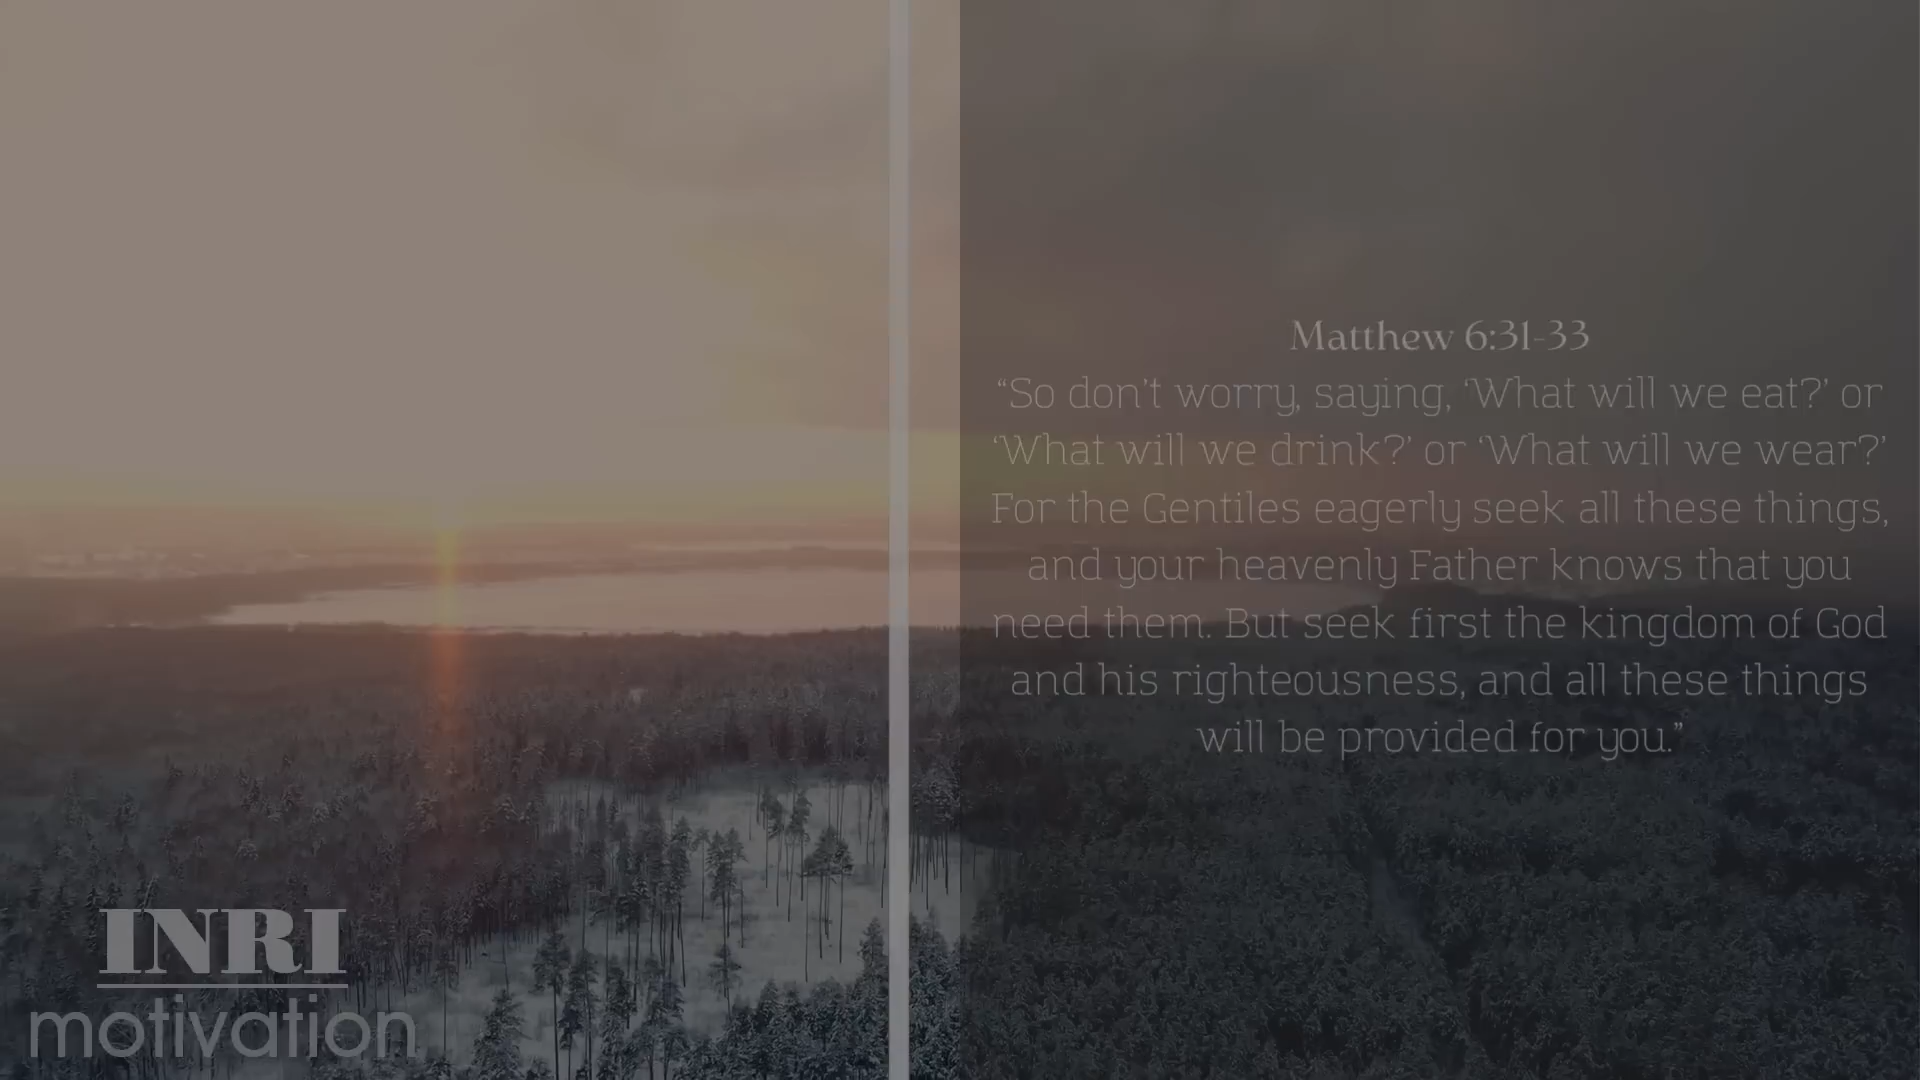 Matthew 6:31-33
“So don’t worry, saying, ‘What will we eat?’ or
‘What will we drink?’ or ‘What will we wear?’
For the Gentiles eagerly seek all these things,
and your heavenly Father knows that you
need them. But seek first the kingdom of God
and his righteousness, and all these things
will be provided for you.”
INRI
motivation